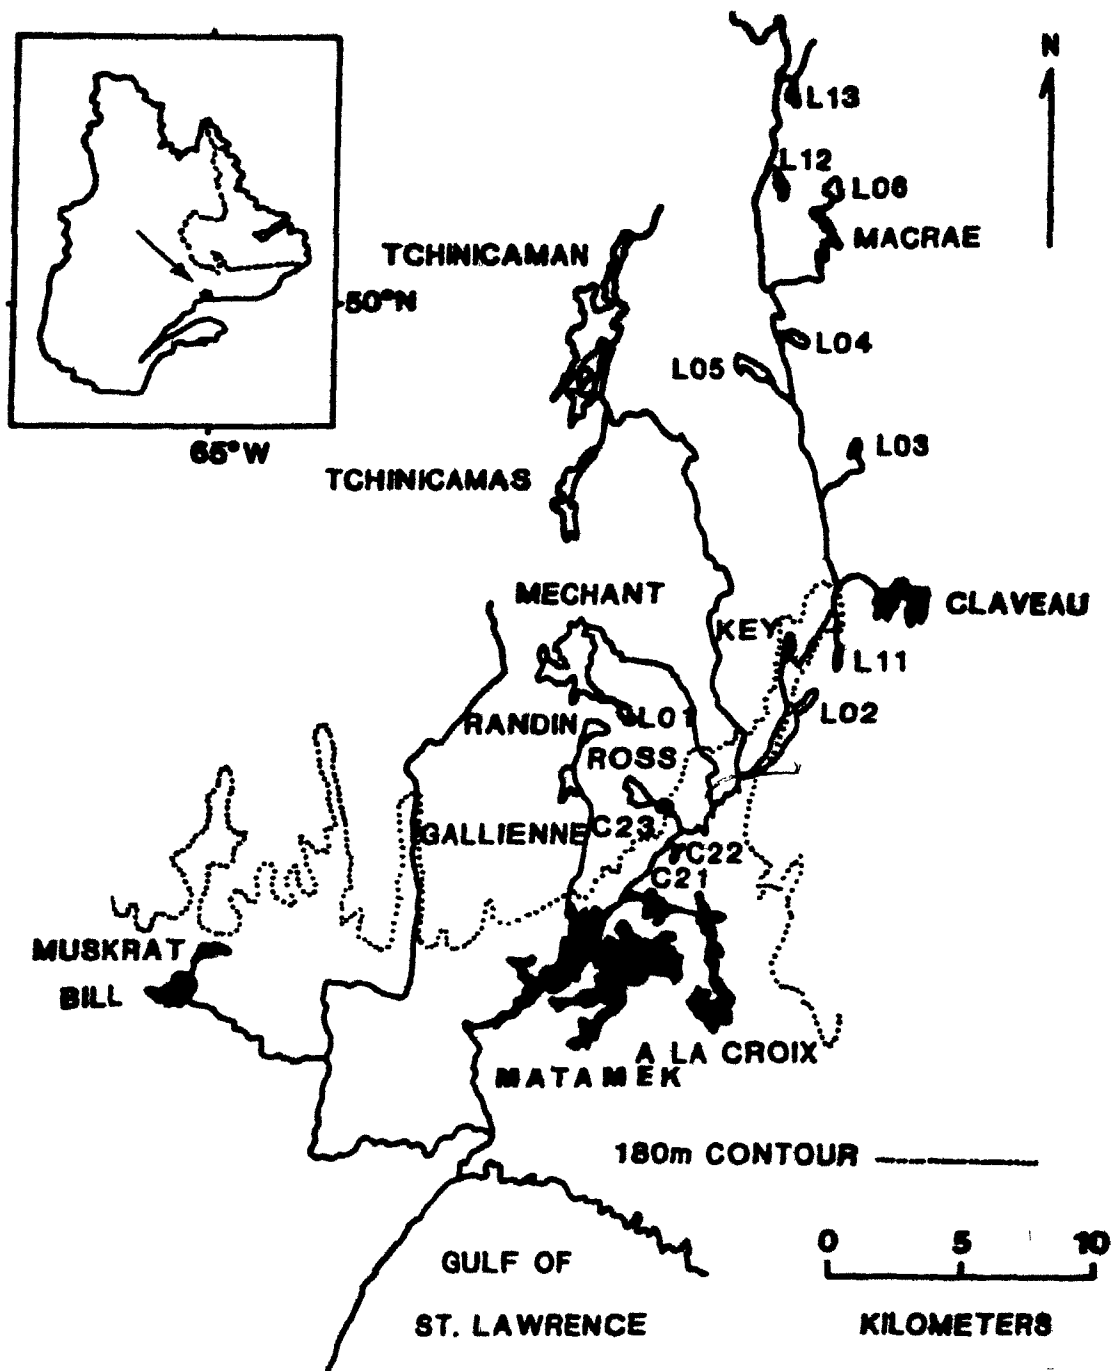 N
L13
L12
L06
MACRAE
TCHINICAMAN
50°N
L04
L05
65°W
L03
TCHINICAMAS
MECHANT
CLAVEAU
KEY
L11
L01
L02
RANDIN
ROSS
GALLIENNE
C23
C22
C21
MUSKRAT
BILL
A LA CROIX
MATAMEK
180m CONTOUR
0 5 10
GULF OF
ST. LAWRENCE
KILOMETERS